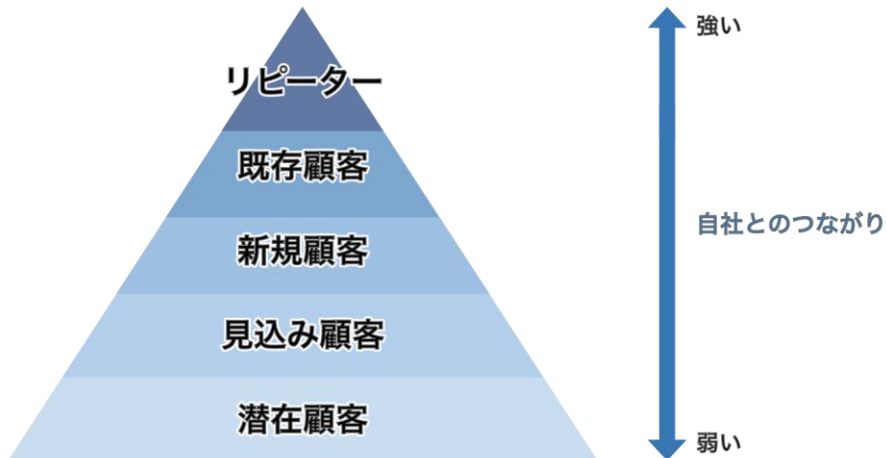 リピーター
既存顧客
新規顧客
見込み顧客
潜在顧客
強い
自社とのつながり
弱い